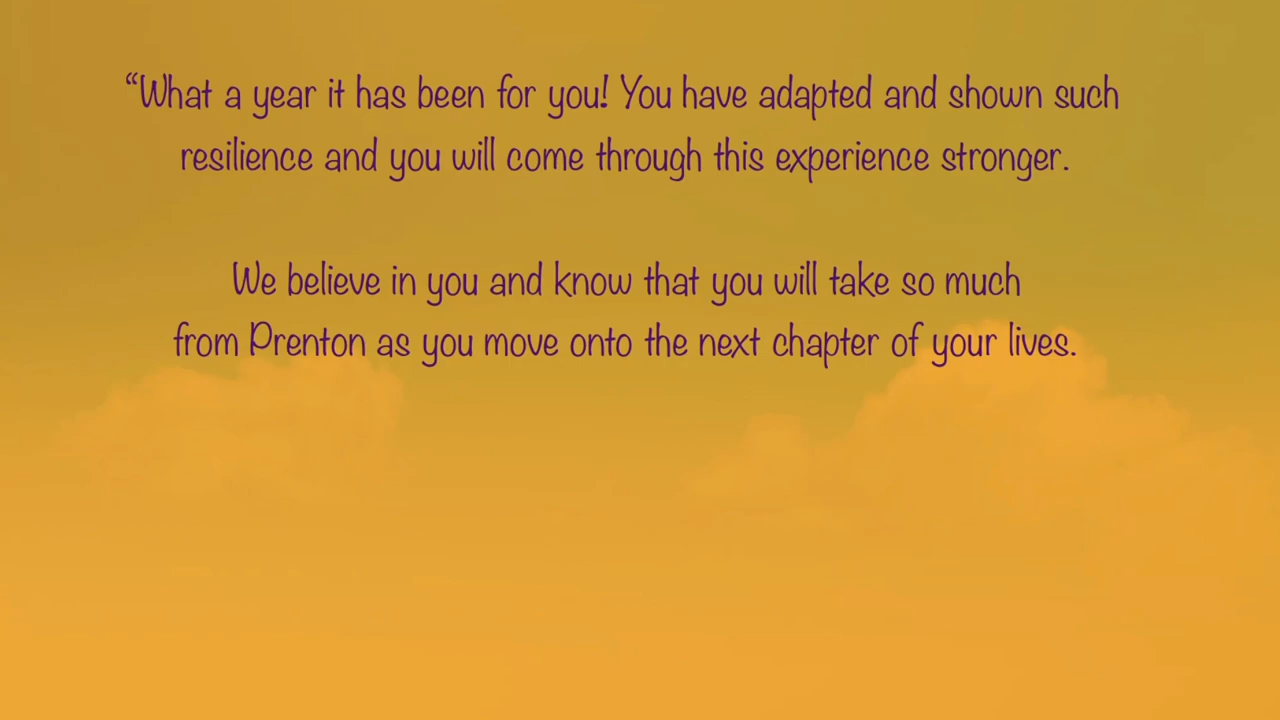 “What a year it has been for you! You have adapted and shown such
resilience and you will come through this experience stronger.
We believe in you and know that you will take so much
from Prenton as you move onto the next chapter of your lives.